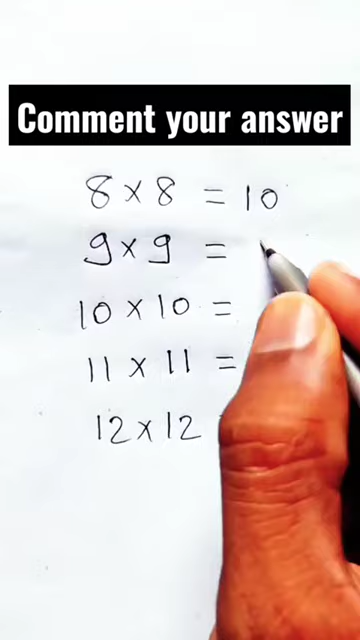 Comment your answer
8 × 8 = 10
9 × 9 =
10 × 10 =
11 × 11 =
12 × 12